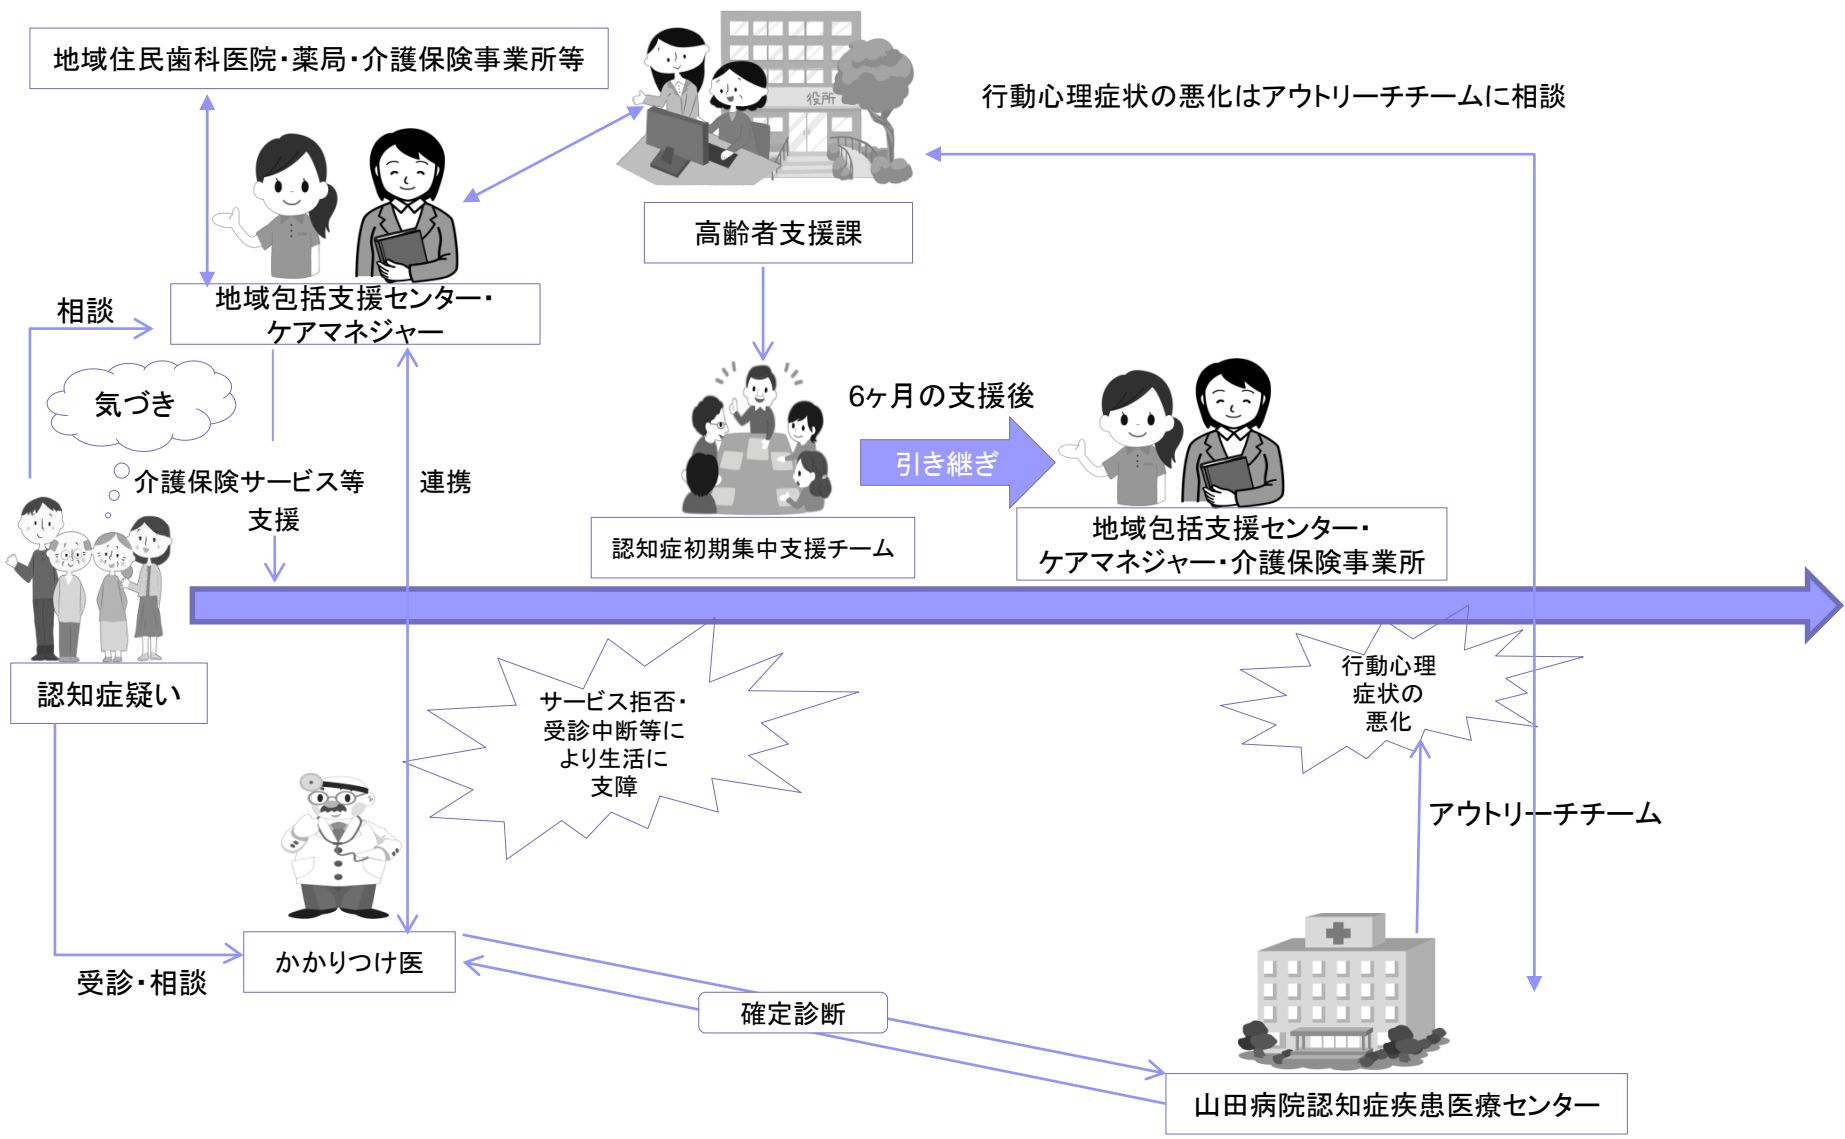 地域住民歯科医院・薬局・介護保険事業所等
役所
行動心理症状の悪化はアウトリーチチームに相談
高齢者支援課
地域包括支援センター・
ケアマネジャー
相談
気づき
6ヶ月の支援後
引き継ぎ
介護保険サービス等
支援
連携
認知症初期集中支援チーム
地域包括支援センター・
ケアマネジャー・介護保険事業所
認知症疑い
サービス拒否・
受診中断等に
より生活に
支障
行動心理
症状の
悪化
アウトリーチチーム
かかりつけ医
受診・相談
確定診断
山田病院認知症疾患医療センター